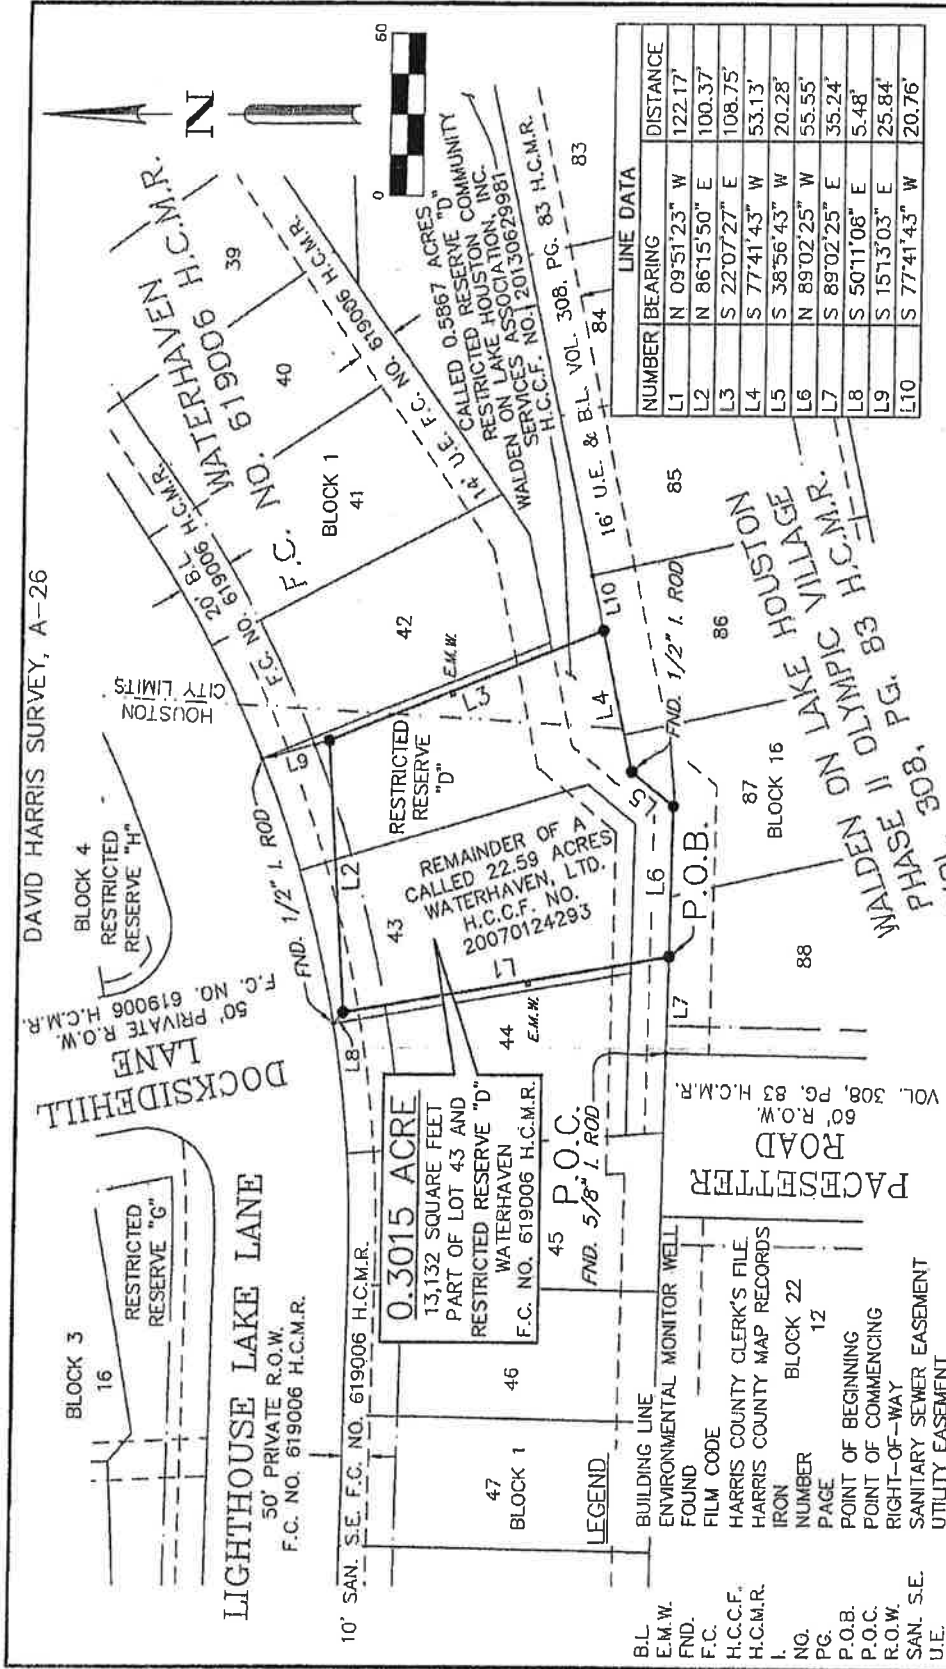 DAVID HARRIS SURVEY, A-26
BLOCK 3
16
RESTRICTED
RESERVE "G"
LIGHTHOUSE LAKE LANE
50' PRIVATE R.O.W.
F.C. NO. 619006 H.C.M.R.
DOCKSIDEHILL
LANE
50' PRIVATE R.O.W.
F.C. NO. 619006 H.C.M.R.
BLOCK 4
RESTRICTED
RESERVE "H"
HOUSTON
CITY LIMITS
20' B.L.
F.C. NO. 619006 H.C.M.R.
WATERHAVEN
F.C. NO. 619006 H.C.M.R.
39
40
BLOCK 1
41
42
N
0 60
10' SAN. S.E. F.C. NO. 619006 H.C.M.R.
L8
FND. 1/2" I. ROD
L9
L2
43
RESTRICTED
RESERVE
"D"
L3
E.M.W.
14' U.E. F.C. NO. 619006 H.C.M.R.
CALLED 0.5867 ACRES
RESTRICTED RESERVE "D"
WALDEN ON LAKE HOUSTON COMMUNITY
SERVICES ASSOCIATION, INC.
H.C.C.F. NO. 20130629981
0.3015 ACRE
13,132 SQUARE FEET
PART OF LOT 43 AND
RESTRICTED RESERVE "D"
WATERHAVEN
F.C. NO. 619006 H.C.M.R.
REMAINDER OF A
CALLED 22.59 ACRES
WATERHAVEN, LTD.
H.C.C.F. NO.
20070124293
L1
44
E.M.W.
45
46
47
BLOCK 1
P.O.C.
FND. 5/8" I. ROD
L7
P.O.B.
L6
L5
L4
L10
FND. 1/2" I. ROD
16' U.E. & B.L. VOL. 308, PG. 83 H.C.M.R.
83
84
85
86
87
BLOCK 16
88
PACESETTER
ROAD
60' R.O.W.
VOL. 308, PG. 83 H.C.M.R.
WALDEN ON LAKE HOUSTON
PHASE II OLYMPIC VILLAGE
308, PG. 83 H.C.M.R.
BLOCK 22
12
LEGEND
B.L. BUILDING LINE
E.M.W. ENVIRONMENTAL MONITOR WELL
FND. FOUND
F.C. FILM CODE
H.C.C.F. HARRIS COUNTY CLERK'S FILE
H.C.M.R. HARRIS COUNTY MAP RECORDS
I. IRON
NO. NUMBER
PG. PAGE
P.O.B. POINT OF BEGINNING
P.O.C. POINT OF COMMENCING
R.O.W. RIGHT-OF-WAY
SAN. S.E. SANITARY SEWER EASEMENT
U.E. UTILITY EASEMENT
LINE DATA
NUMBER BEARING DISTANCE
L1 N 09°51'23" W 122.17'
L2 N 86°15'50" E 100.37'
L3 S 22°07'27" E 108.75'
L4 S 77°41'43" W 53.13'
L5 S 38°56'43" W 20.28'
L6 N 89°02'25" W 55.55'
L7 S 89°02'25" E 35.24'
L8 S 50°11'08" E 5.48'
L9 S 15°13'03" E 25.84'
L10 S 77°41'43" W 20.76'